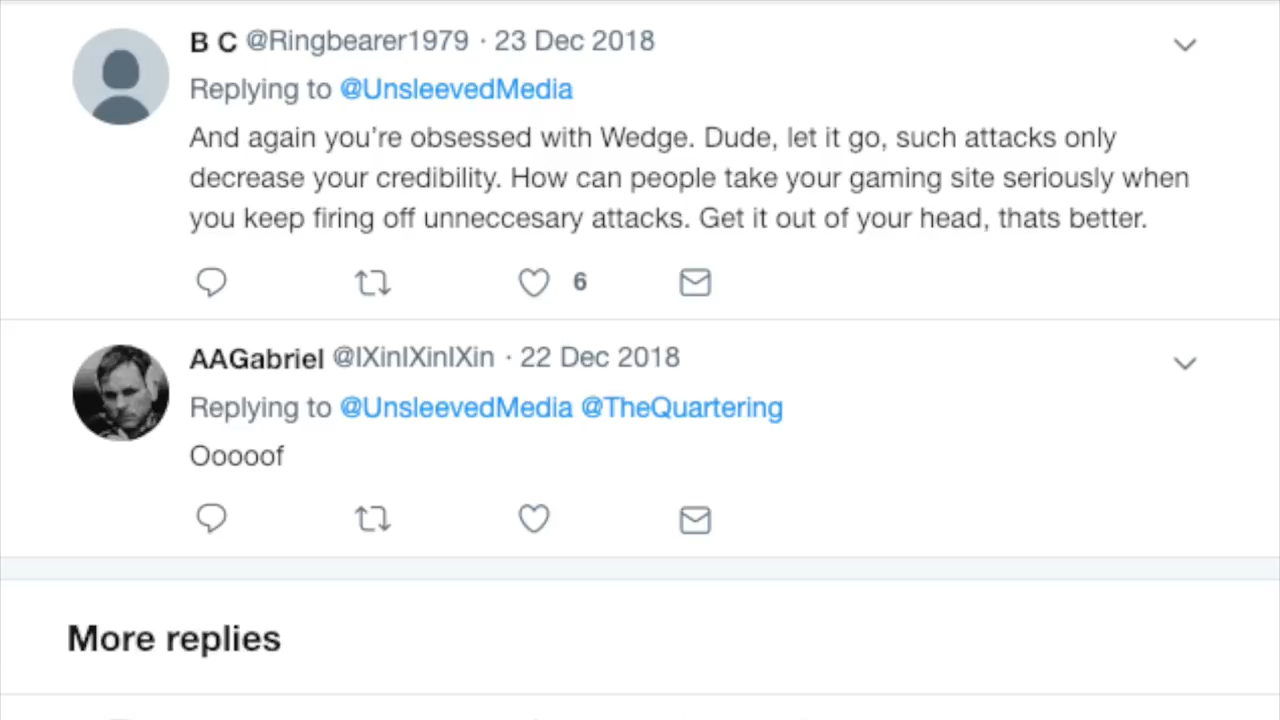 B C @Ringbearer1979 · 23 Dec 2018
Replying to @UnsleevedMedia
And again you're obsessed with Wedge. Dude, let it go, such attacks only
decrease your credibility. How can people take your gaming site seriously when
you keep firing off unneccesary attacks. Get it out of your head, thats better.
6
AAGabriel @IXinIXinIXin · 22 Dec 2018
Replying to @UnsleevedMedia @TheQuartering
Ooooof
More replies